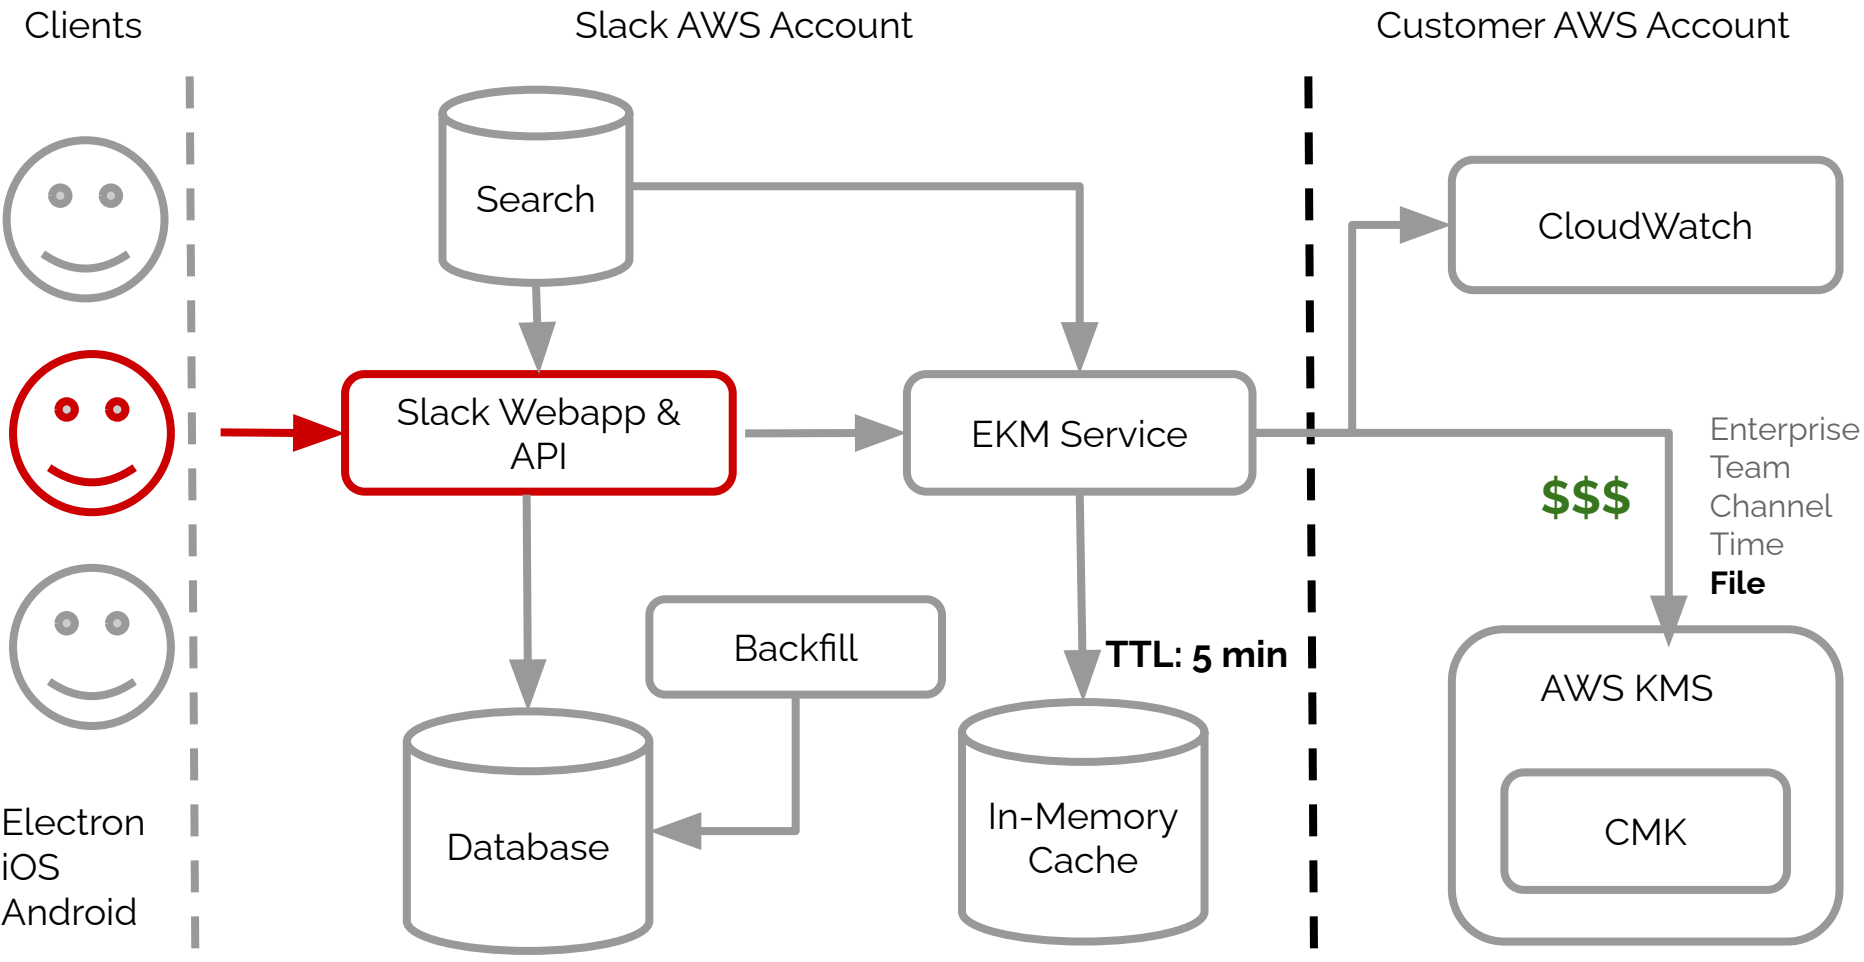 Clients
Slack AWS Account
Customer AWS Account
Search
CloudWatch
Slack Webapp &
API
EKM Service
Enterprise
Team
Channel
Time
File
$$$
Backfill
TTL: 5 min
AWS KMS
Electron
iOS
Android
Database
In-Memory
Cache
CMK